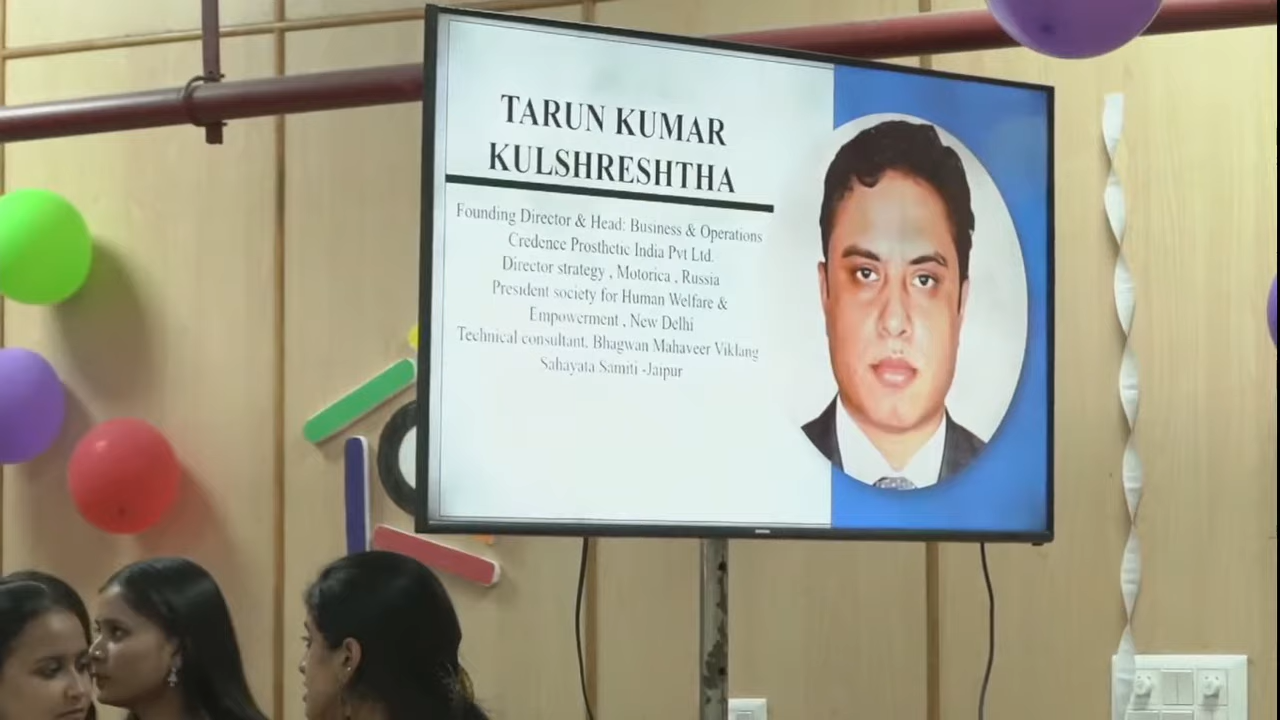 TARUN KUMAR
KULSHRESHTHA
Founding Director & Head: Business & Operations
Credence Prosthetic India Pvt Ltd.
Director strategy , Motorica , Russia
President society for Human Welfare &
Empowerment , New Delhi
Technical consultant, Bhagwan Mahaveer Viklang
Sahayata Samiti -Jaipur